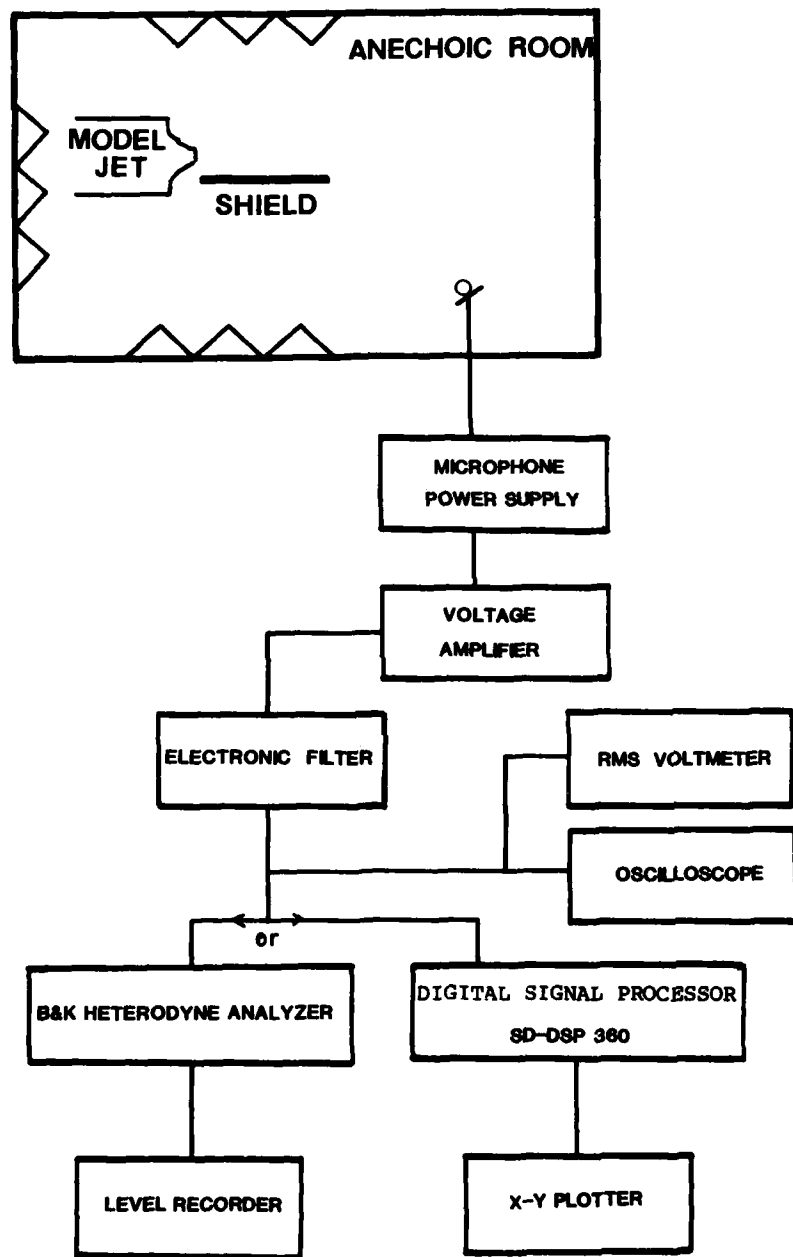 ANECHOIC ROOM
MODEL
JET
SHIELD
MICROPHONE
POWER SUPPLY
VOLTAGE
AMPLIFIER
ELECTRONIC FILTER
RMS VOLTMETER
OSCILLOSCOPE
or
B&K HETERODYNE ANALYZER
DIGITAL SIGNAL PROCESSOR
SD-DSP 360
LEVEL RECORDER
X-Y PLOTTER